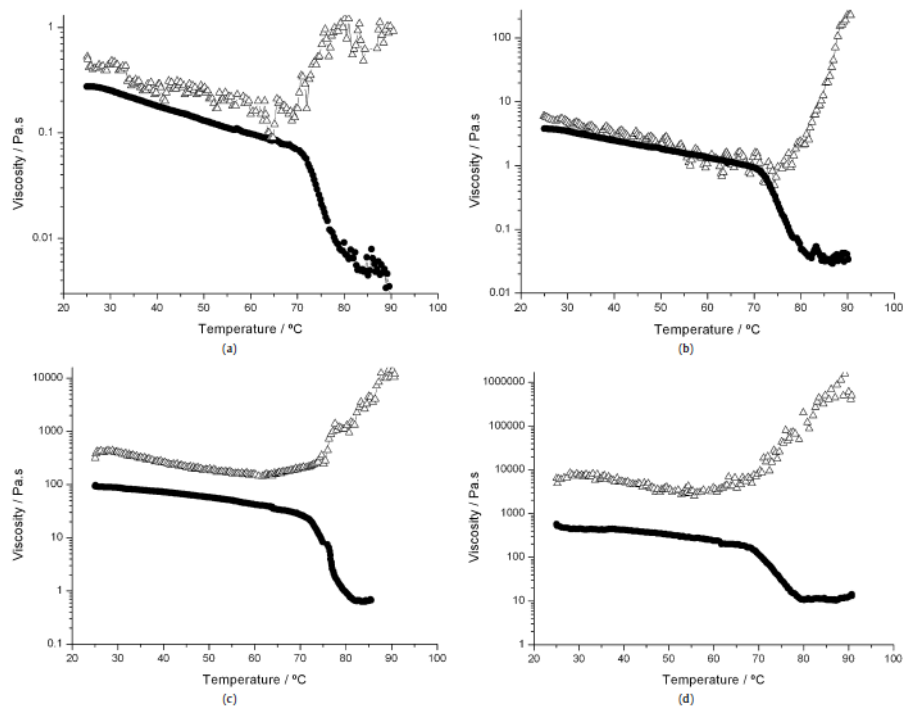 1
0.1
0.01
Viscosity / Pa.s
20 30 40 50 60 70 80 90 100
Temperature / ºC
(a)
100
10
1
0.1
0.01
Viscosity / Pa.s
20 30 40 50 60 70 80 90 100
Temperature / ºC
(b)
10000
1000
100
10
1
0.1
Viscosity / Pa.s
20 30 40 50 60 70 80 90 100
Temperature / ºC
(c)
1000000
100000
10000
1000
100
10
1
Viscosity / Pa.s
20 30 40 50 60 70 80 90 100
Temperature / ºC
(d)